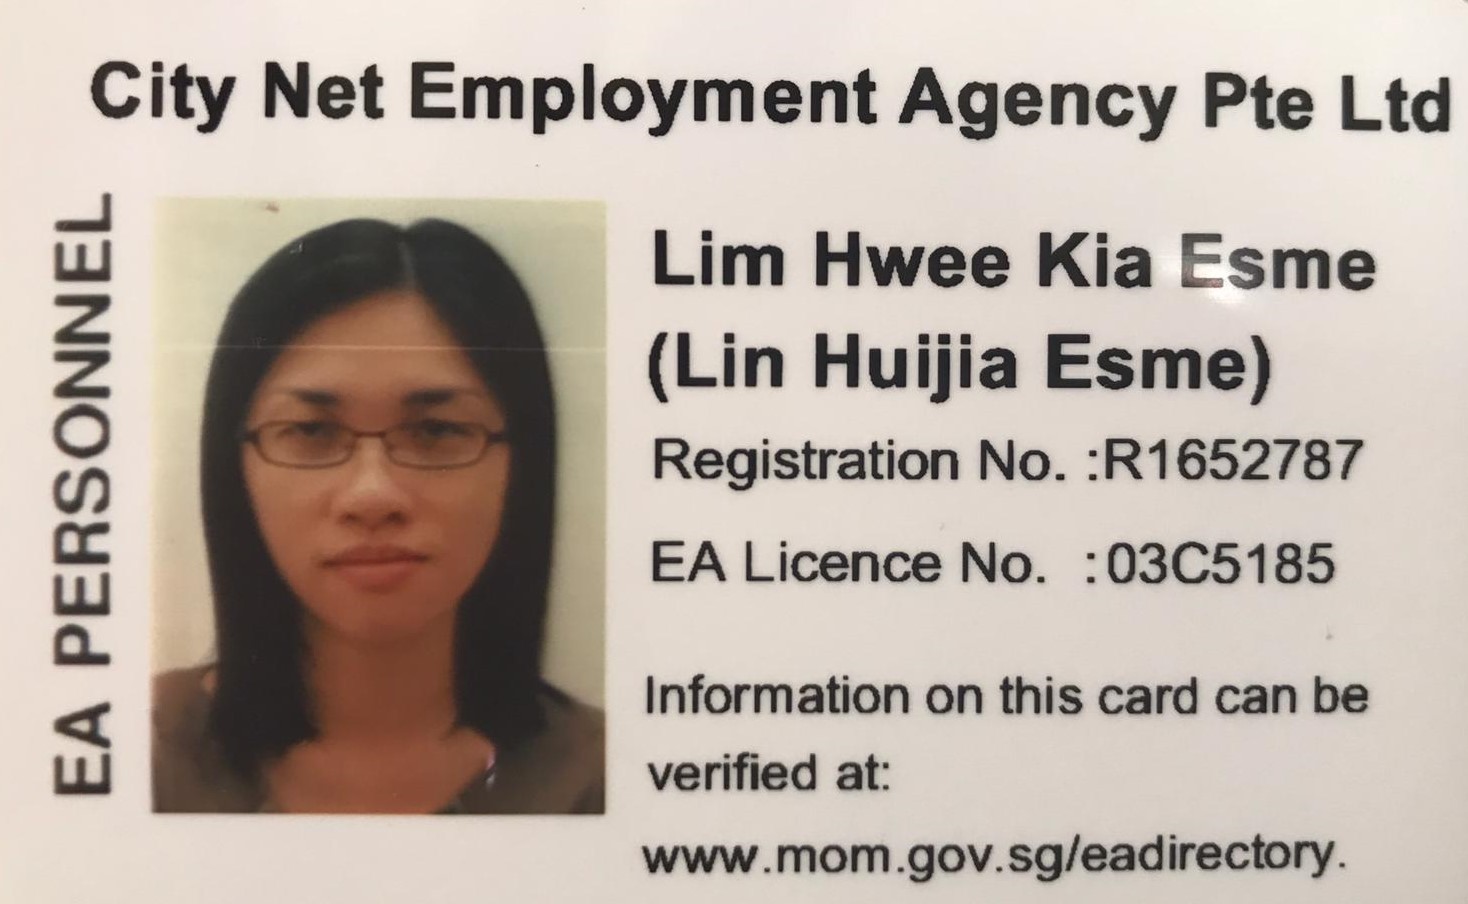 City Net Employment Agency Pte Ltd
EA PERSONNEL
Lim Hwee Kia Esme
(Lin Huijia Esme)
Registration No. :R1652787
EA Licence No. :03C5185
Information on this card can be
verified at:
www.mom.gov.sg/eadirectory.